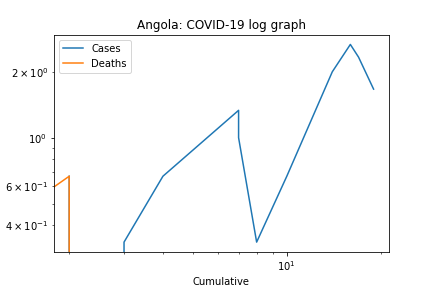 Angola: COVID-19 log graph
Cases
Deaths
2 × 10⁰
10⁰
6 × 10⁻¹
4 × 10⁻¹
10¹
Cumulative